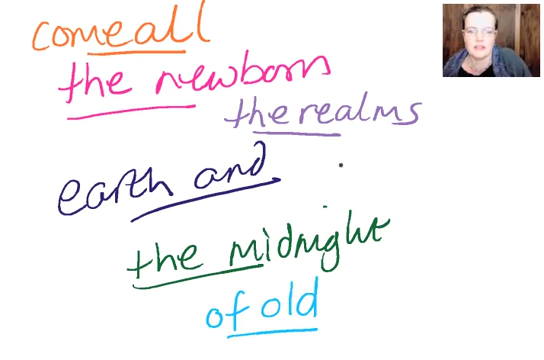 come all
the newborn
the realms
earth and
the midnight
of old